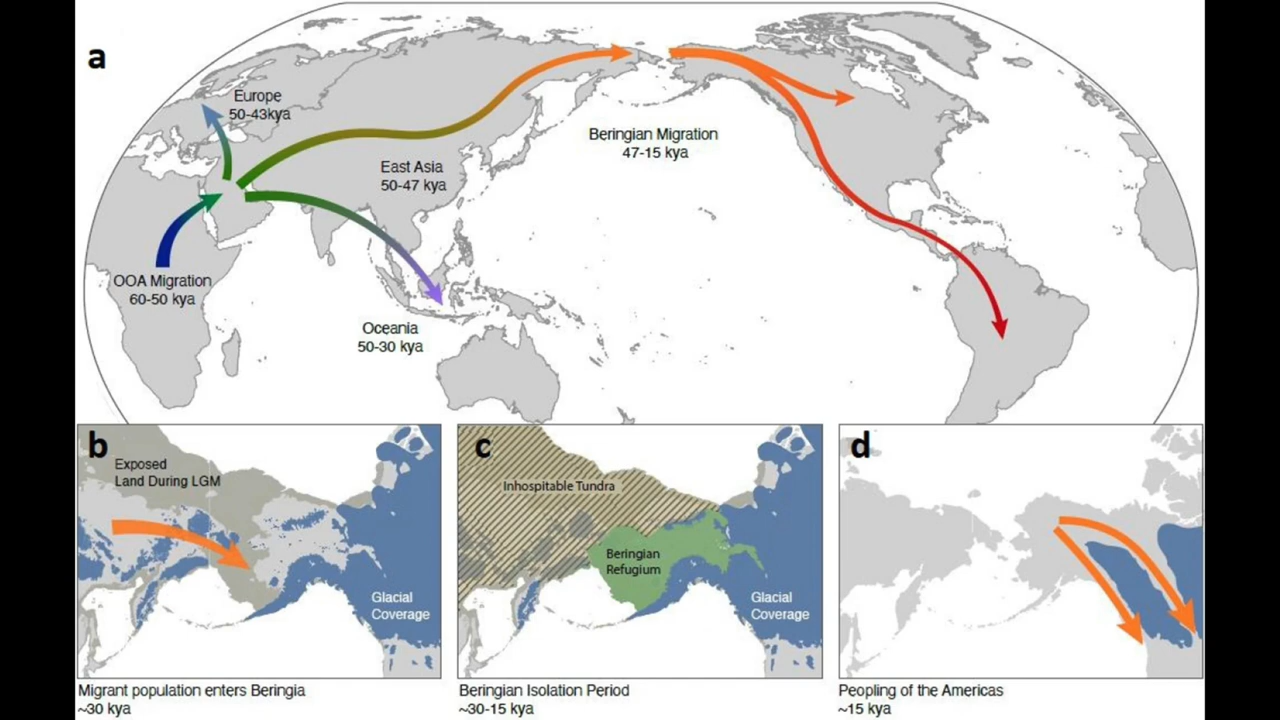 a
Europe
50-43kya
Beringian Migration
47-15 kya
East Asia
50-47 kya
OOA Migration
60-50 kya
Oceania
50-30 kya
b
Exposed
Land During LGM
Glacial
Coverage
Migrant population enters Beringia
~30 kya
c
Inhospitable Tundra
Beringian
Refugium
Glacial
Coverage
Beringian Isolation Period
~30-15 kya
d
Peopling of the Americas
~15 kya